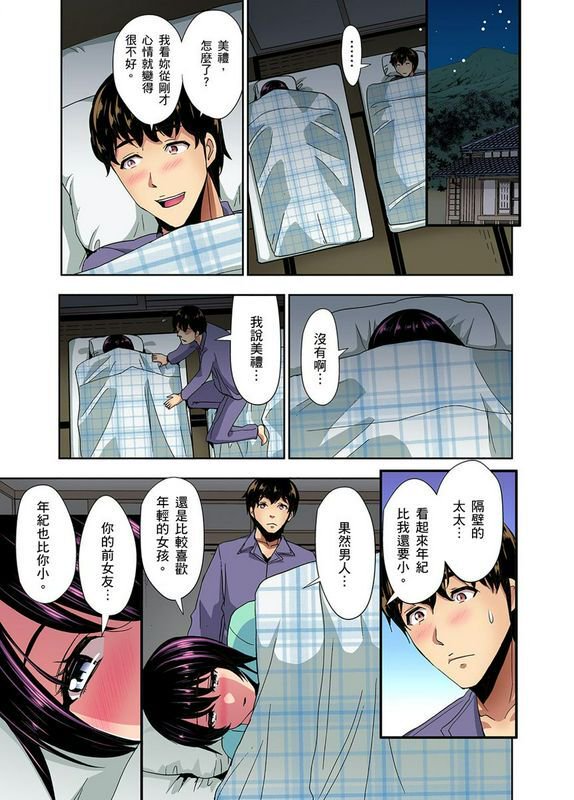 ⋯⋯
美禮，
怎麼了？
我看妳從剛才
心情就變得
很不好。
沒有啊⋯
我說美禮⋯
隔壁的
太太⋯
看起來年紀
比我還要小。
果然男人⋯
還是比較喜歡
年輕的女孩。
你的前女友⋯
年紀也比你小。